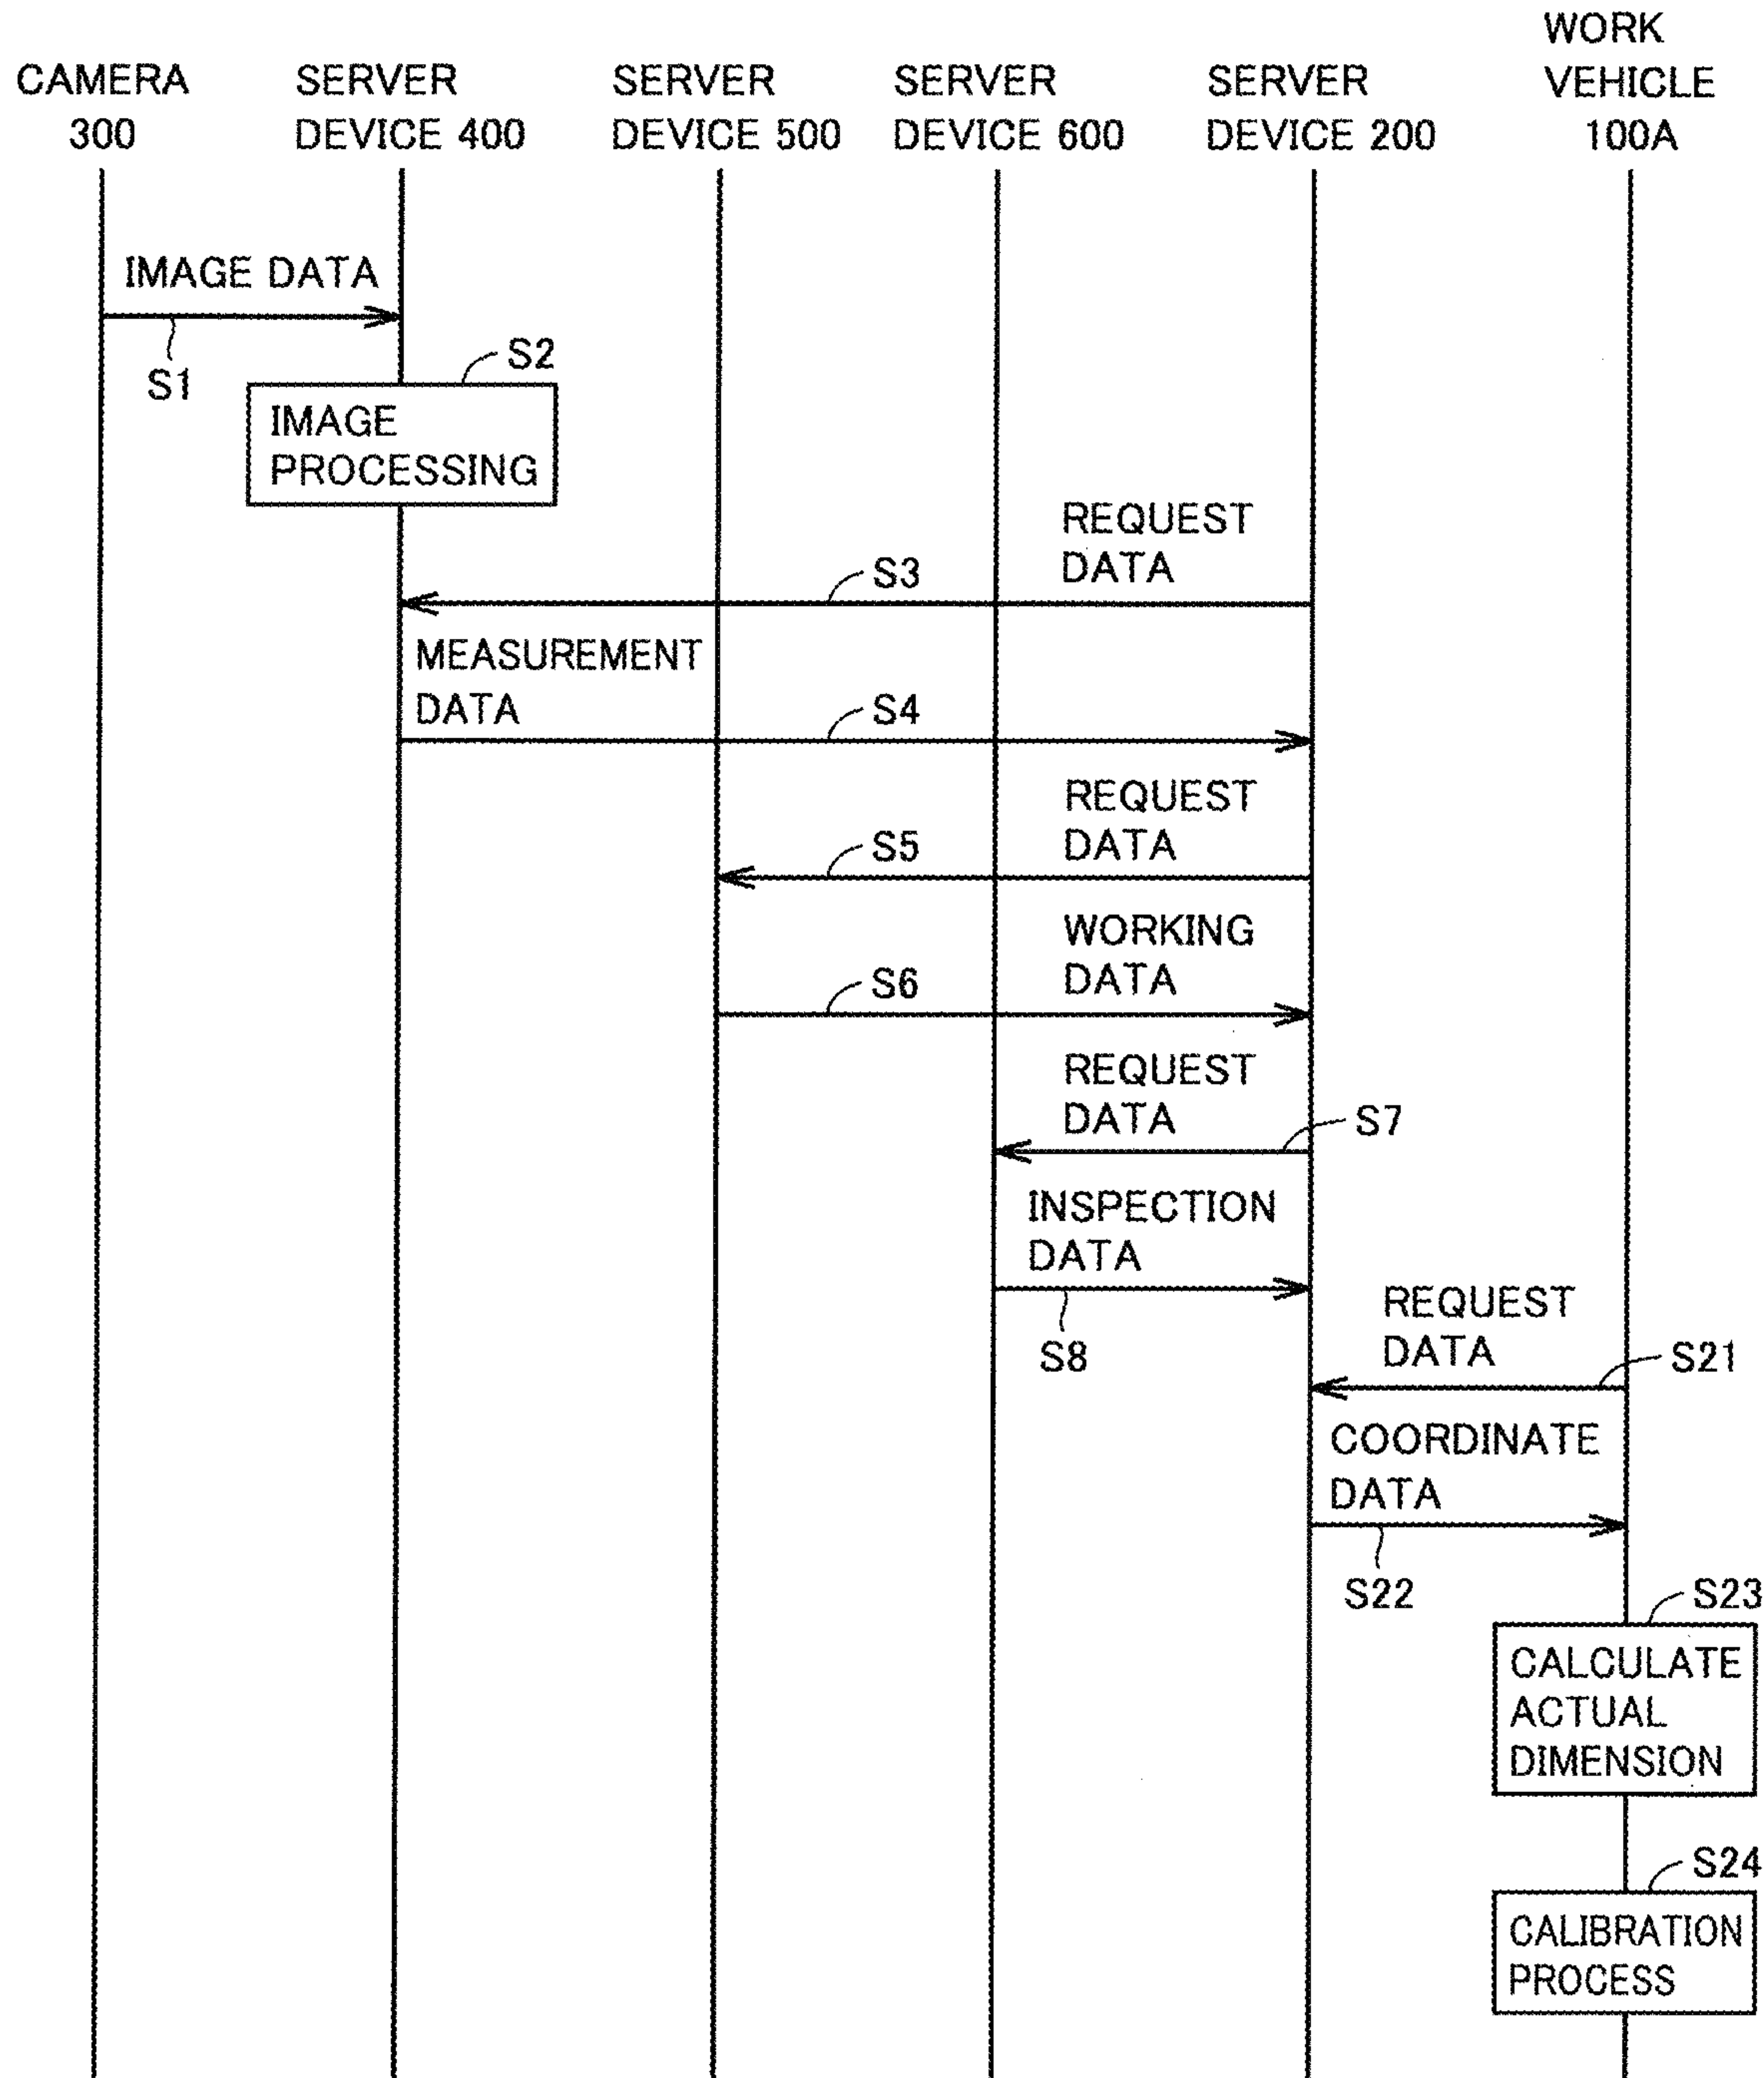 CAMERA
300
SERVER
DEVICE 400
SERVER
DEVICE 500
SERVER
DEVICE 600
SERVER
DEVICE 200
WORK
VEHICLE
100A
IMAGE DATA
S1
S2
IMAGE
PROCESSING
REQUEST
DATA
S3
MEASUREMENT
DATA
S4
REQUEST
DATA
S5
WORKING
DATA
S6
REQUEST
DATA
S7
INSPECTION
DATA
S8
REQUEST
DATA
S21
COORDINATE
DATA
S22
S23
CALCULATE
ACTUAL
DIMENSION
S24
CALIBRATION
PROCESS